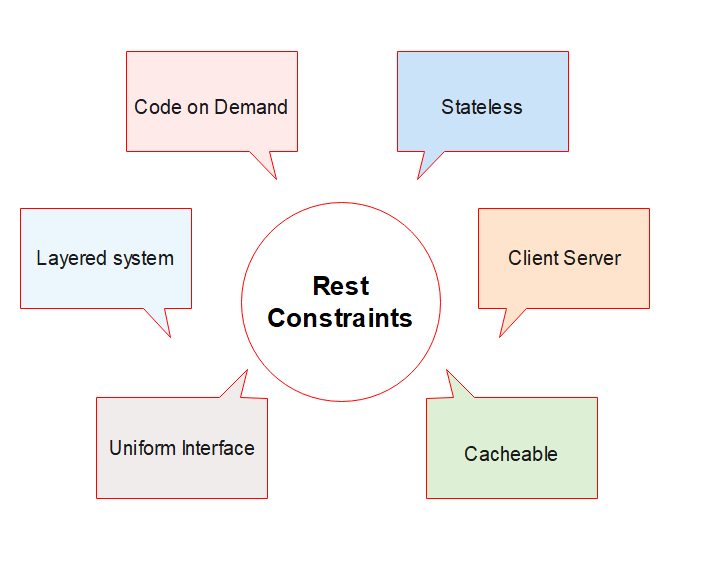 Code on Demand
Stateless
Layered system
Client Server
Rest
Constraints
Uniform Interface
Cacheable